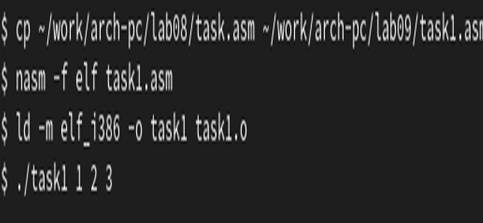 $ cp ~/work/arch-pc/lab08/task.asm ~/work/arch-pc/lab09/task1.asm
$ nasm -f elf task1.asm
$ ld -m elf_i386 -o task1 task1.o
$ ./task1 1 2 3